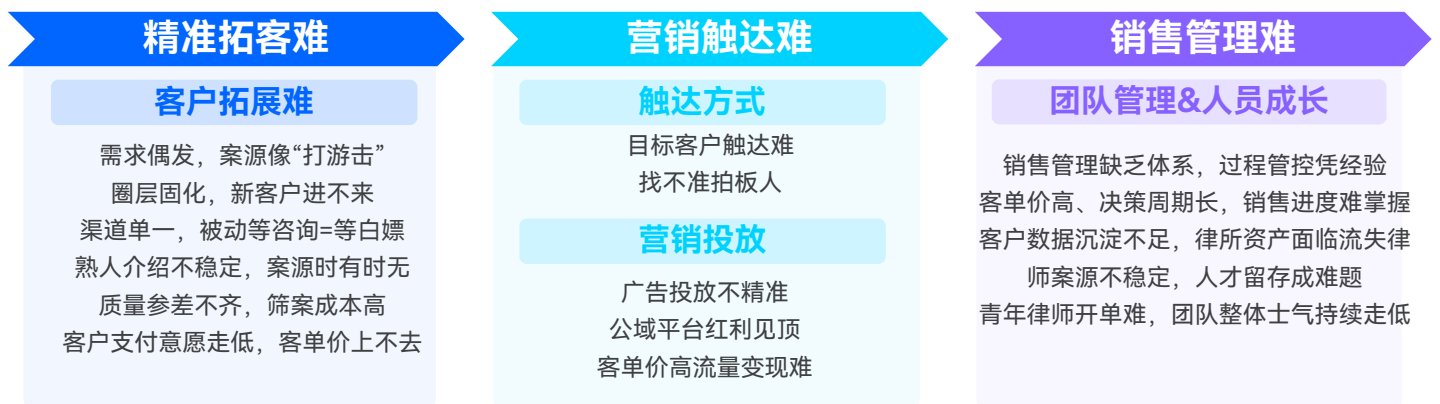 精准拓客难
客户拓展难
需求偶发，案源像“打游击”
圈层固化，新客户进不来
渠道单一，被动等咨询=等白嫖
熟人介绍不稳定，案源时有时无
质量参差不齐，筛案成本高
客户支付意愿走低，客单价上不去
营销触达难
触达方式
目标客户触达难
找不准拍板人
营销投放
广告投放不精准
公域平台红利见顶
客单价高流量变现难
销售管理难
团队管理&人员成长
销售管理缺乏体系，过程管控凭经验
客单价高、决策周期长，销售进度难掌握
客户数据沉淀不足，律所资产面临流失律
师案源不稳定，人才留存成难题
青年律师开单难，团队整体士气持续走低